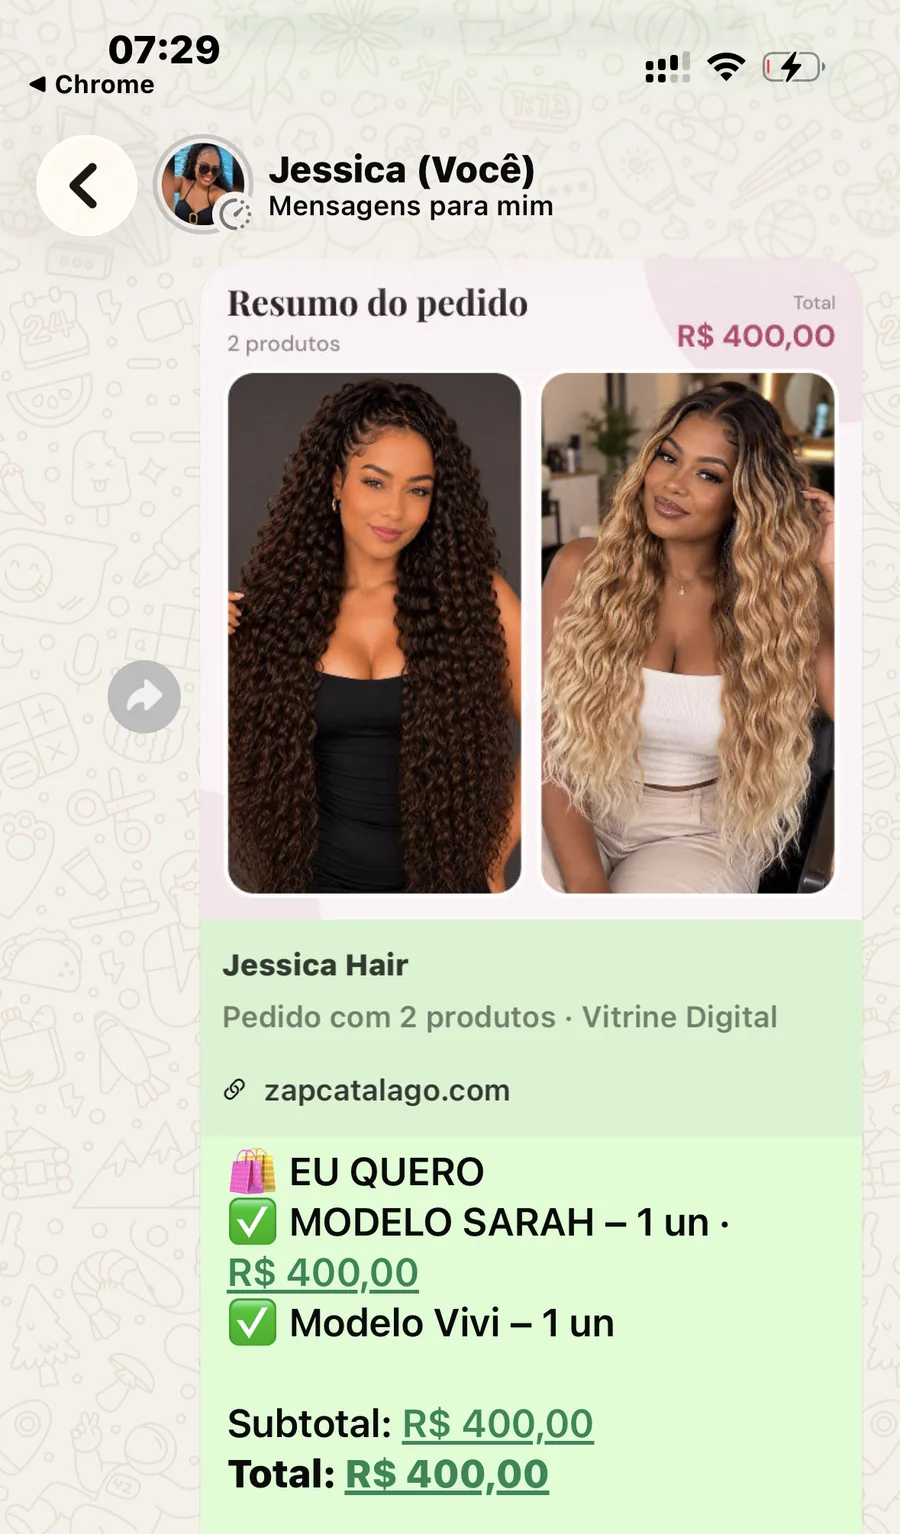 07:29
◀ Chrome
Jessica (Você)
Mensagens para mim
Resumo do pedido
2 produtos
Total
R$ 400,00
Jessica Hair
Pedido com 2 produtos · Vitrine Digital
zapcatalago.com
🛍️ EU QUERO
✅ MODELO SARAH – 1 un ·
R$ 400,00
✅ Modelo Vivi – 1 un
Subtotal: R$ 400,00
Total: R$ 400,00